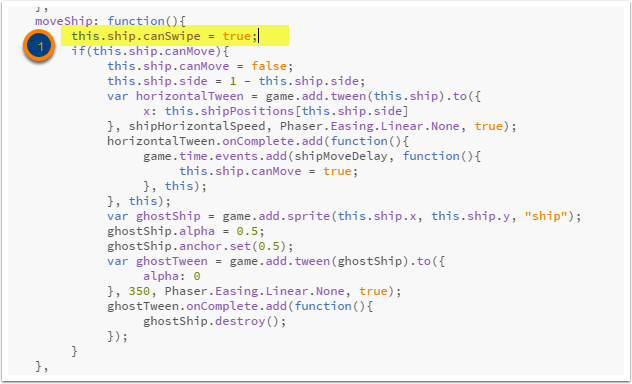 },
moveShip: function(){
1
this.ship.canSwipe = true;
if(this.ship.canMove){
this.ship.canMove = false;
this.ship.side = 1 - this.ship.side;
var horizontalTween = game.add.tween(this.ship).to({
x: this.shipPositions[this.ship.side]
}, shipHorizontalSpeed, Phaser.Easing.Linear.None, true);
horizontalTween.onComplete.add(function(){
game.time.events.add(shipMoveDelay, function(){
this.ship.canMove = true;
}, this);
}, this);
var ghostShip = game.add.sprite(this.ship.x, this.ship.y, "ship");
ghostShip.alpha = 0.5;
ghostShip.anchor.set(0.5);
var ghostTween = game.add.tween(ghostShip).to({
alpha: 0
}, 350, Phaser.Easing.Linear.None, true);
ghostTween.onComplete.add(function(){
ghostShip.destroy();
});
}
},